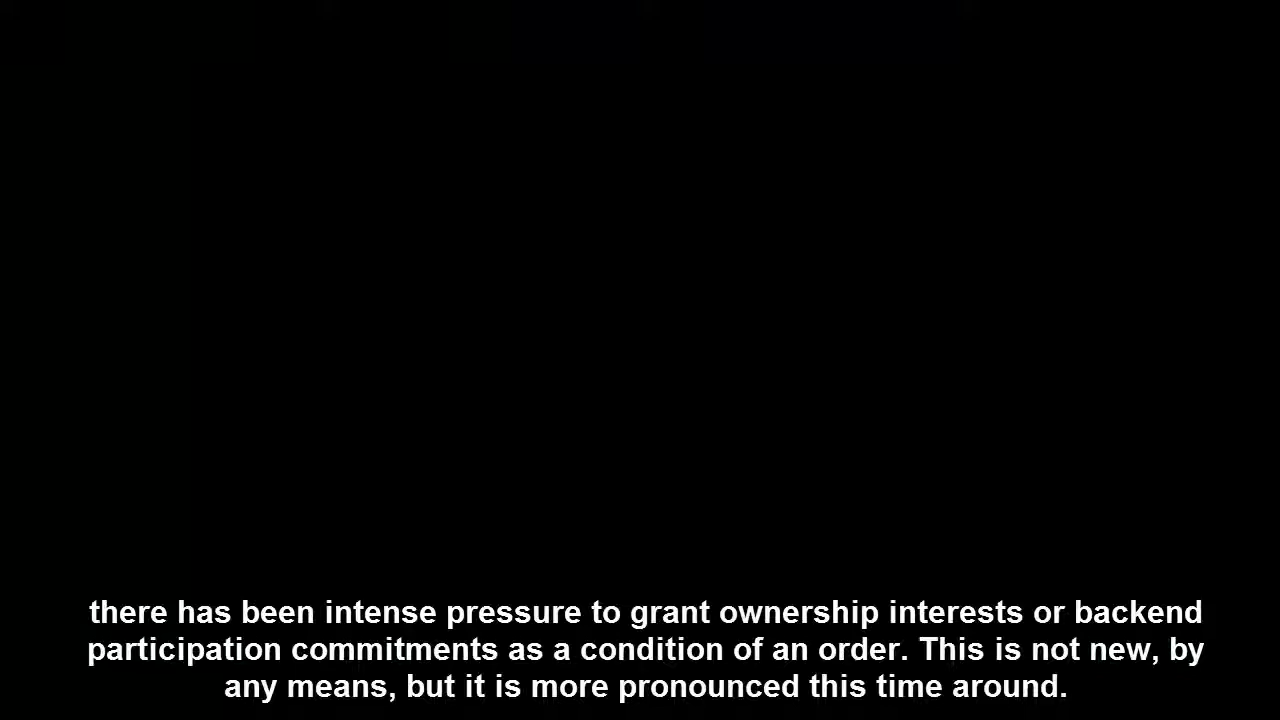 there has been intense pressure to grant ownership interests or backend
participation commitments as a condition of an order. This is not new, by
any means, but it is more pronounced this time around.